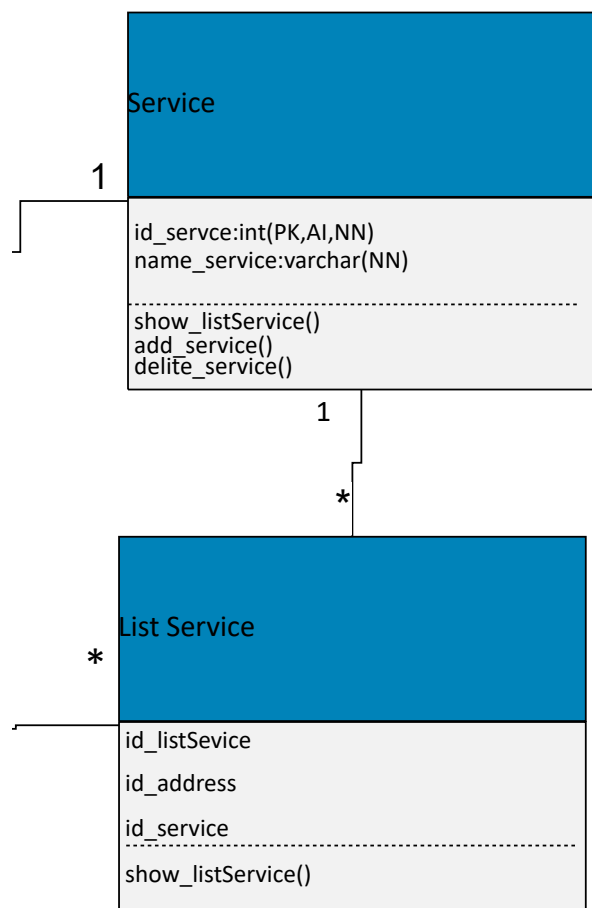 Service
1
id_servce:int(PK,AI,NN)
name_service:varchar(NN)
show_listService()
add_service()
delite_service()
1
*
List Service
*
id_listSevice
id_address
id_service
show_listService()